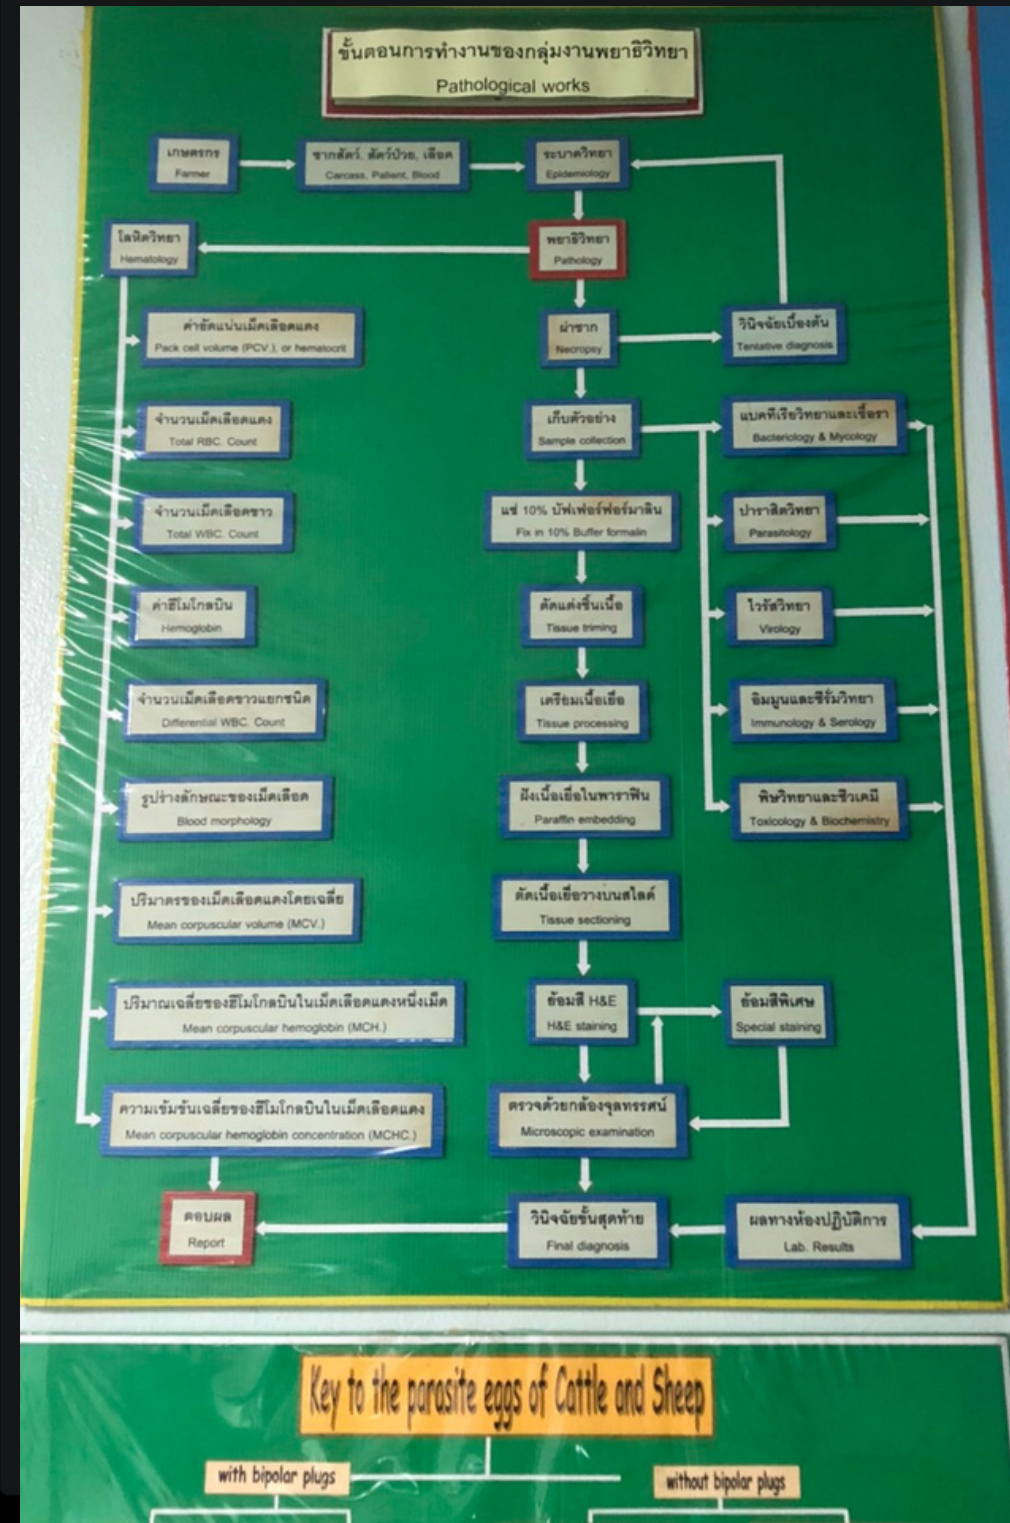 ขั้นตอนการทำงานของกลุ่มงานพยาธิวิทยา
Pathological works
เกษตรกร
Farmer
ซากสัตว์, สัตว์ป่วย, เลือด
Carcass, Patient, Blood
ระบาดวิทยา
Epidemiology
โลหิตวิทยา
Hematology
พยาธิวิทยา
Pathology
ค่าอัดแน่นเม็ดเลือดแดง
Pack cell volume (PCV.), or hematocrit
ผ่าซาก
Necropsy
วินิจฉัยเบื้องต้น
Tentative diagnosis
จำนวนเม็ดเลือดแดง
Total RBC. Count
เก็บตัวอย่าง
Sample collection
แบคทีเรียวิทยาและเชื้อรา
Bacteriology & Mycology
จำนวนเม็ดเลือดขาว
Total WBC. Count
แช่ 10% บัฟเฟอร์ฟอร์มาลิน
Fix in 10% Buffer formalin
ปาราสิตวิทยา
Parasitology
ค่าฮีโมโกลบิน
Hemoglobin
ตัดแต่งชิ้นเนื้อ
Tissue triming
ไวรัสวิทยา
Virology
จำนวนเม็ดเลือดขาวแยกชนิด
Differential WBC. Count
เตรียมเนื้อเยื่อ
Tissue processing
อิมมูนและซีรั่มวิทยา
Immunology & Serology
รูปร่างลักษณะของเม็ดเลือด
Blood morphology
ฝังเนื้อเยื่อในพาราฟิน
Paraffin embedding
พิษวิทยาและชีวเคมี
Toxicology & Biochemistry
ปริมาตรของเม็ดเลือดแดงโดยเฉลี่ย
Mean corpuscular volume (MCV.)
ตัดเนื้อเยื่อวางบนสไลด์
Tissue sectioning
ปริมาณเฉลี่ยของฮีโมโกลบินในเม็ดเลือดแดงหนึ่งเม็ด
Mean corpuscular hemoglobin (MCH.)
ย้อมสี H&E
H&E staining
ย้อมสีพิเศษ
Special staining
ความเข้มข้นเฉลี่ยของฮีโมโกลบินในเม็ดเลือดแดง
Mean corpuscular hemoglobin concentration (MCHC.)
ตรวจด้วยกล้องจุลทรรศน์
Microscopic examination
ตอบผล
Report
วินิจฉัยขั้นสุดท้าย
Final diagnosis
ผลทางห้องปฏิบัติการ
Lab. Results
Key to the parasite eggs of Cattle and Sheep
with bipolar plugs
without bipolar plugs